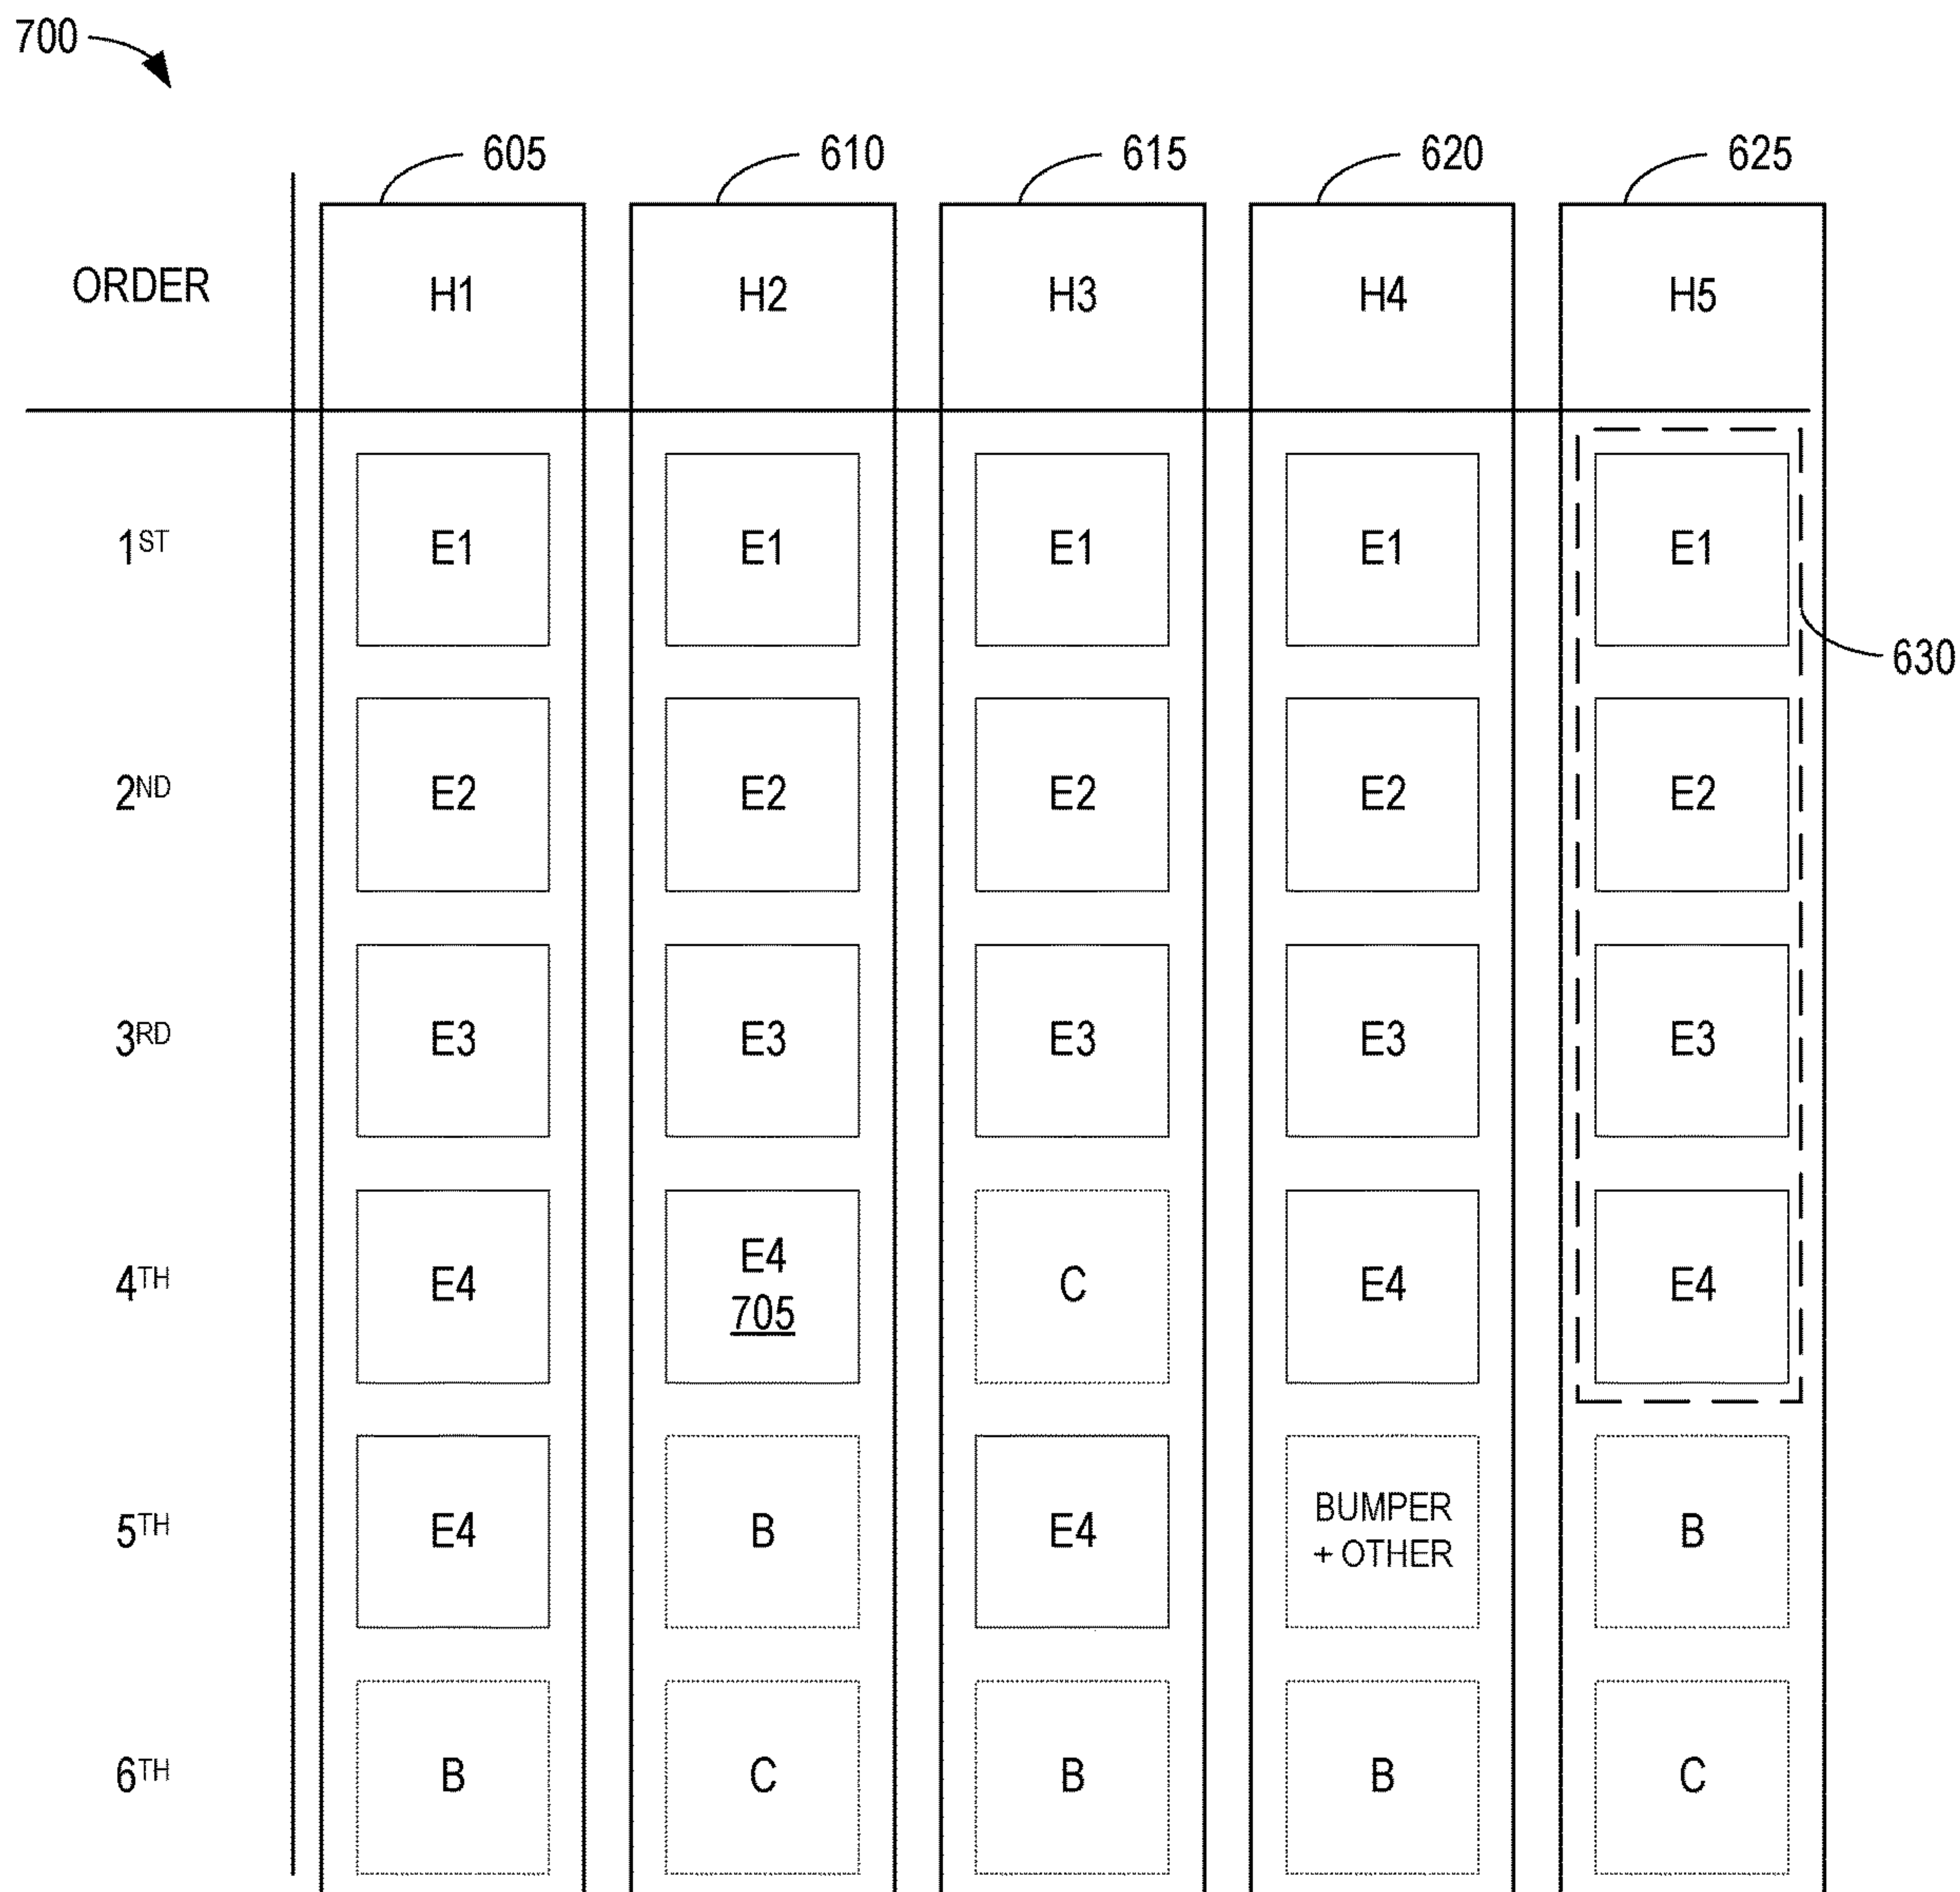 700
605 610 615 620 625
ORDER H1 H2 H3 H4 H5
1ST E1 E1 E1 E1 E1
630
2ND E2 E2 E2 E2 E2
3RD E3 E3 E3 E3 E3
4TH E4 E4 C E4 E4
705
5TH E4 B E4 BUMPER B
+ OTHER
6TH B C B B C